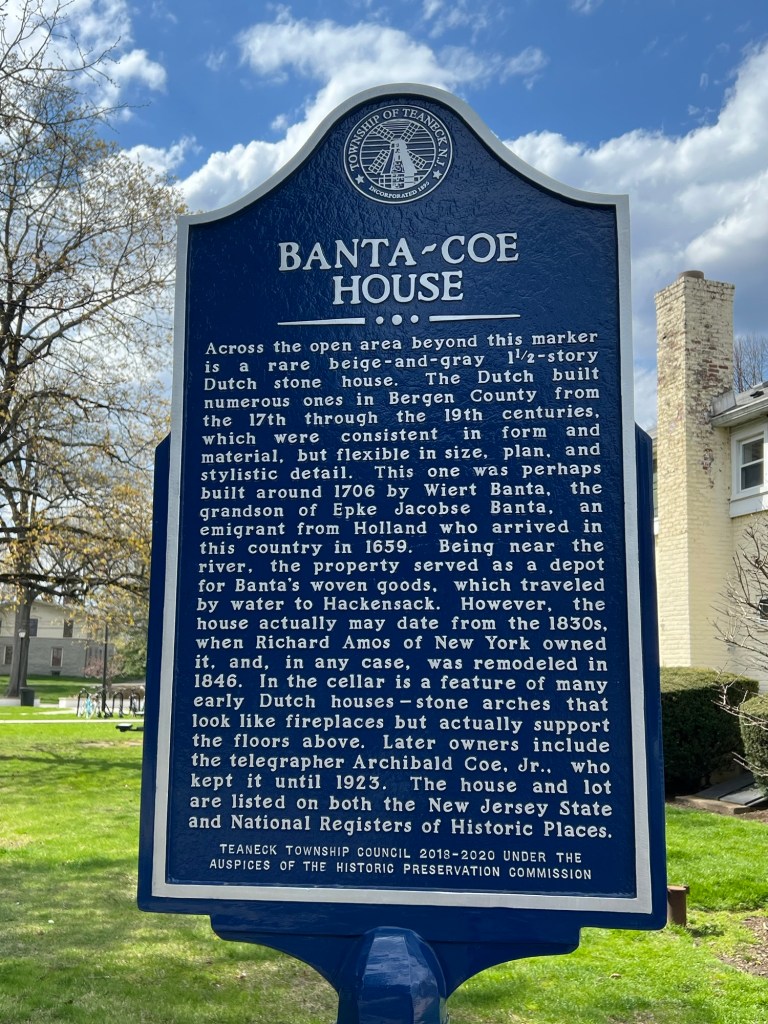 TOWNSHIP OF TEANECK, N.J.
INCORPORATED 1895
BANTA-COE
HOUSE
Across the open area beyond this marker
is a rare beige-and-gray 1 1/2-story
Dutch stone house. The Dutch built
numerous ones in Bergen County from
the 17th through the 19th centuries,
which were consistent in form and
material, but flexible in size, plan, and
stylistic detail. This one was perhaps
built around 1706 by Wiert Banta, the
grandson of Epke Jacobse Banta, an
emigrant from Holland who arrived in
this country in 1659. Being near the
river, the property served as a depot
for Banta's woven goods, which traveled
by water to Hackensack. However, the
house actually may date from the 1830s,
when Richard Amos of New York owned
it, and, in any case, was remodeled in
1846. In the cellar is a feature of many
early Dutch houses — stone arches that
look like fireplaces but actually support
the floors above. Later owners include
the telegrapher Archibald Coe, Jr., who
kept it until 1923. The house and lot
are listed on both the New Jersey State
and National Registers of Historic Places.
TEANECK TOWNSHIP COUNCIL 2018-2020 UNDER THE
AUSPICES OF THE HISTORIC PRESERVATION COMMISSION